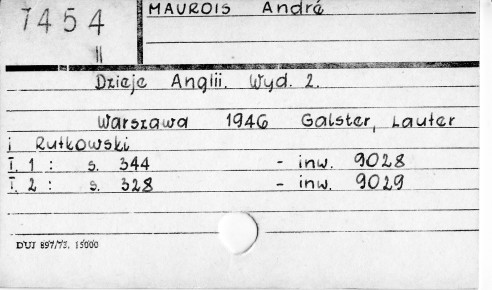 7454
II
MAUROIS André
Dzieje Anglii. Wyd. 2.
Warszawa 1946 Galster, Lauter
i Rutkowski
T. 1 : s. 344 - inw. 9028
T. 2 : s. 328 - inw. 9029
DUJ 897/73. 15000